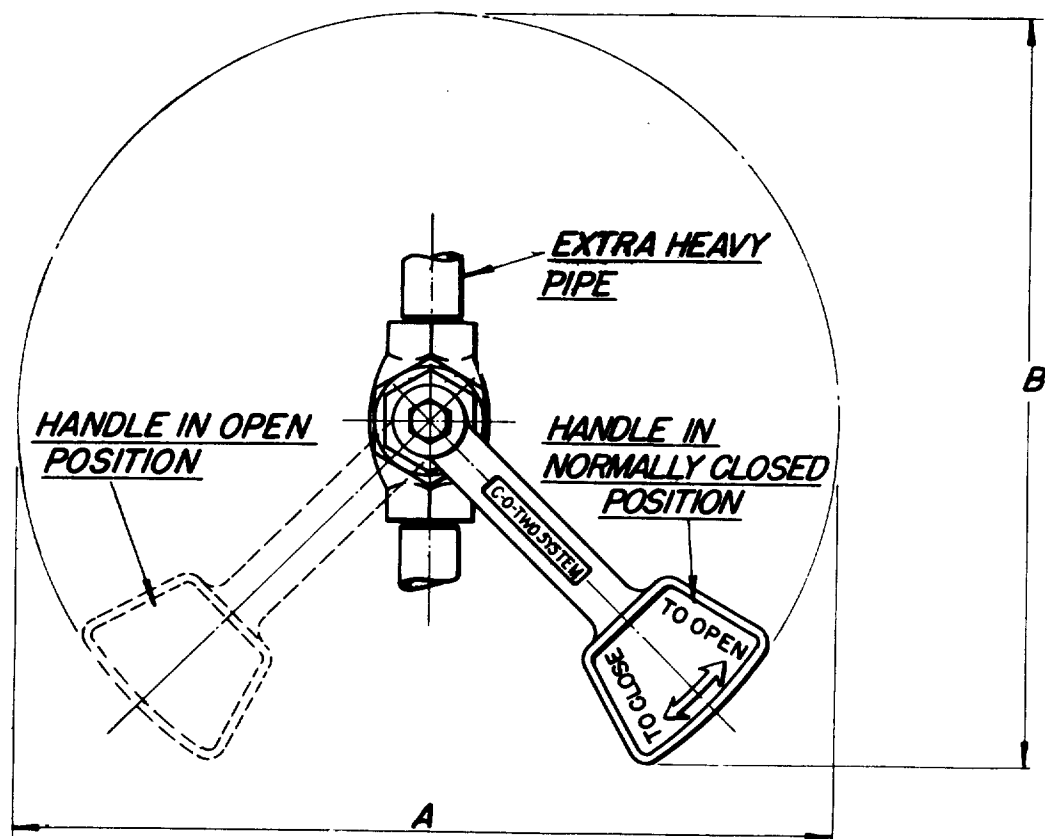 EXTRA HEAVY
PIPE
B
HANDLE IN OPEN
POSITION
HANDLE IN
NORMALLY CLOSED
POSITION
C-O-TWO SYSTEM
TO OPEN
TO CLOSE
A